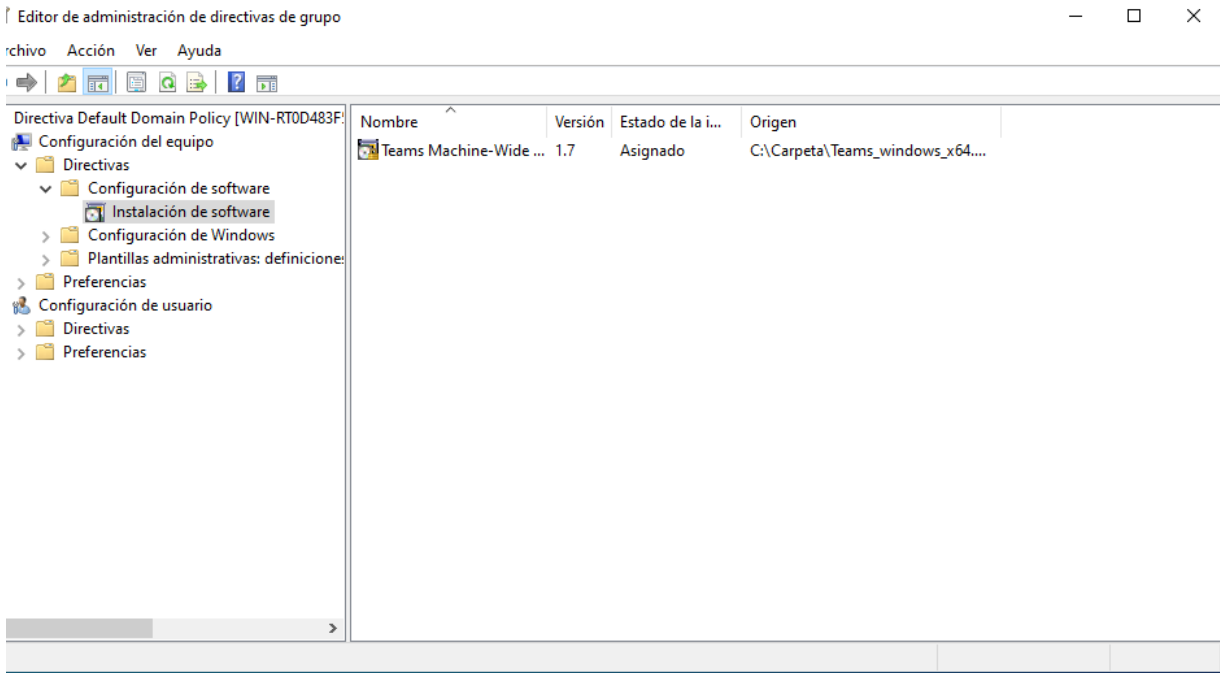 Editor de administración de directivas de grupo
rchivo Acción Ver Ayuda
Directiva Default Domain Policy [WIN-RT0D483F
Configuración del equipo
Directivas
Configuración de software
Instalación de software
Configuración de Windows
Plantillas administrativas: definicione
Preferencias
Configuración de usuario
Directivas
Preferencias
Nombre Versión Estado de la i... Origen
Teams Machine-Wide ... 1.7 Asignado C:\Carpeta\Teams_windows_x64....